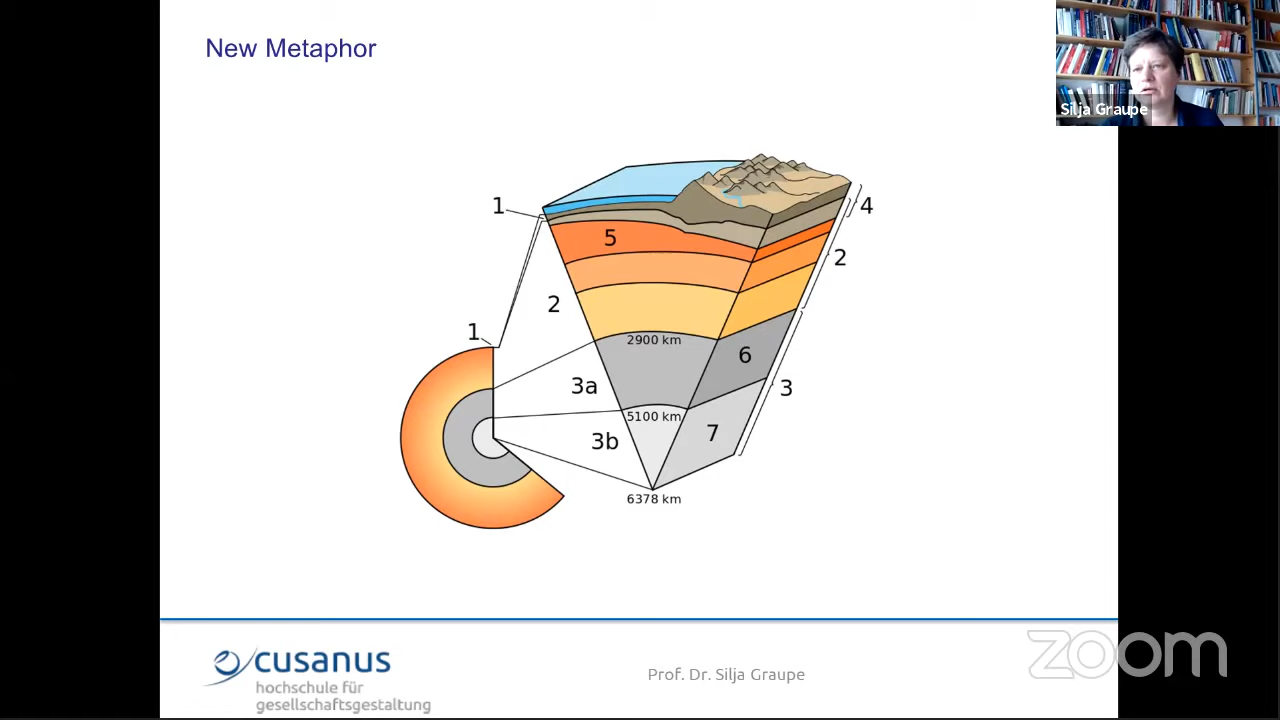 New Metaphor
Silja Graupe
1
4
5
2
2
1
2900 km
6
3a
3
5100 km
7
3b
6378 km
cusanus
hochschule für
gesellschaftsgestaltung
Prof. Dr. Silja Graupe
zoom